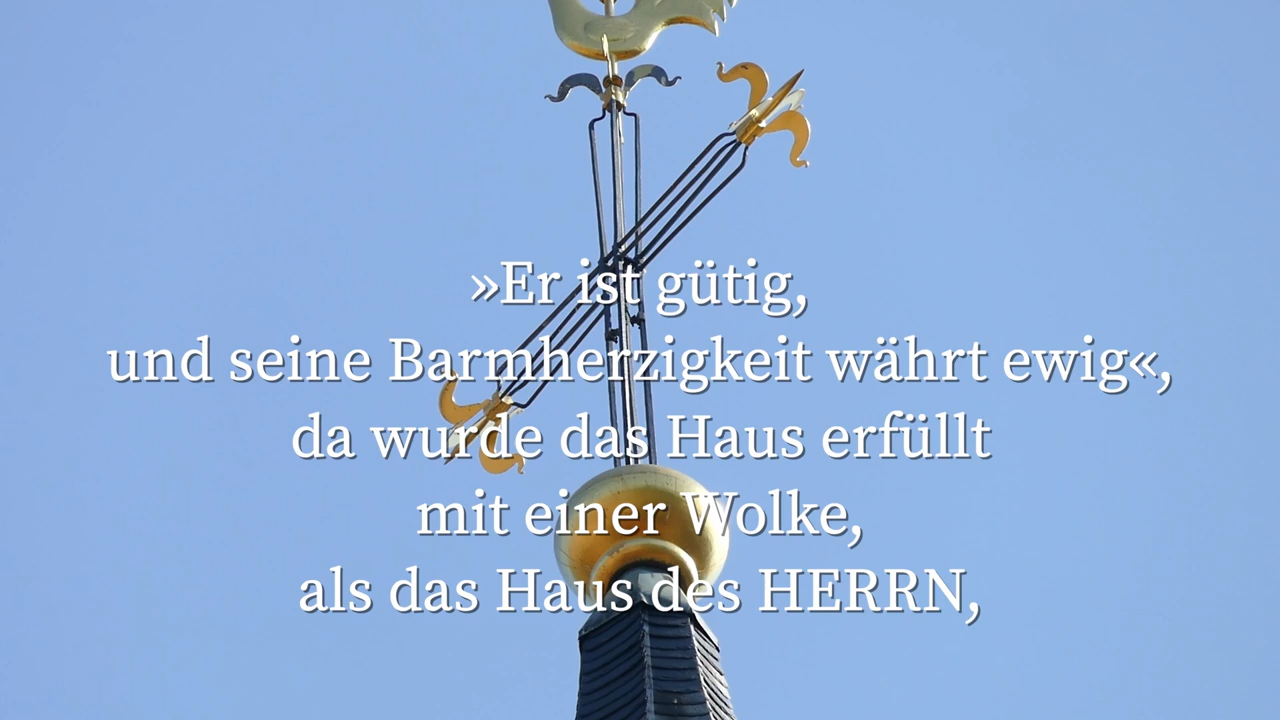 »Er ist gütig,
und seine Barmherzigkeit währt ewig«,
da wurde das Haus erfüllt
mit einer Wolke,
als das Haus des HERRN,